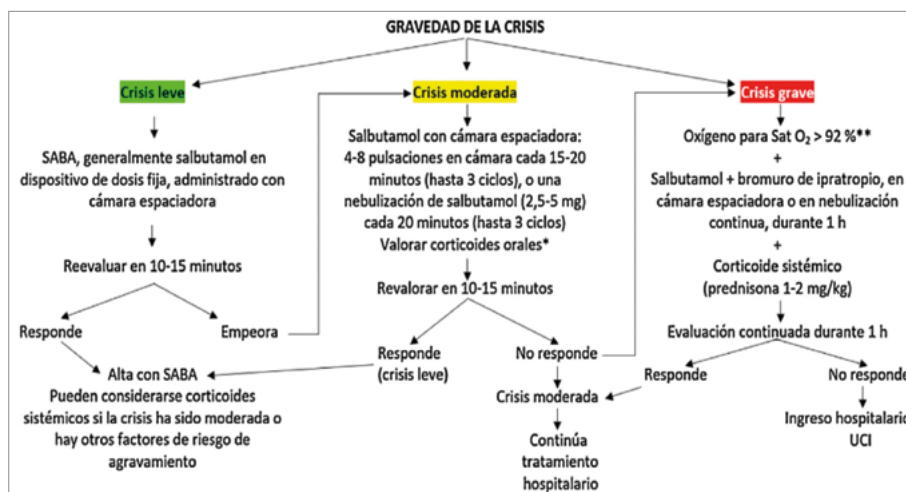 GRAVEDAD DE LA CRISIS
Crisis leve
SABA, generalmente salbutamol en
dispositivo de dosis fija, administrado con
cámara espaciadora
Reevaluar en 10-15 minutos
Responde
Empeora
Alta con SABA
Pueden considerarse corticoides
sistémicos si la crisis ha sido moderada o
hay otros factores de riesgo de
agravamiento
Crisis moderada
Salbutamol con cámara espaciadora:
4-8 pulsaciones en cámara cada 15-20
minutos (hasta 3 ciclos), o una
nebulización de salbutamol (2,5-5 mg)
cada 20 minutos (hasta 3 ciclos)
Valorar corticoides orales*
Revalorar en 10-15 minutos
Responde
(crisis leve)
No responde
Crisis moderada
Continúa
tratamiento
hospitalario
Crisis grave
Oxígeno para Sat O₂ > 92 %**
+
Salbutamol + bromuro de ipratropio, en
cámara espaciadora o en nebulización
continua, durante 1 h
+
Corticoide sistémico
(prednisona 1-2 mg/kg)
Evaluación continuada durante 1 h
Responde
No responde
Ingreso hospitalario
UCI